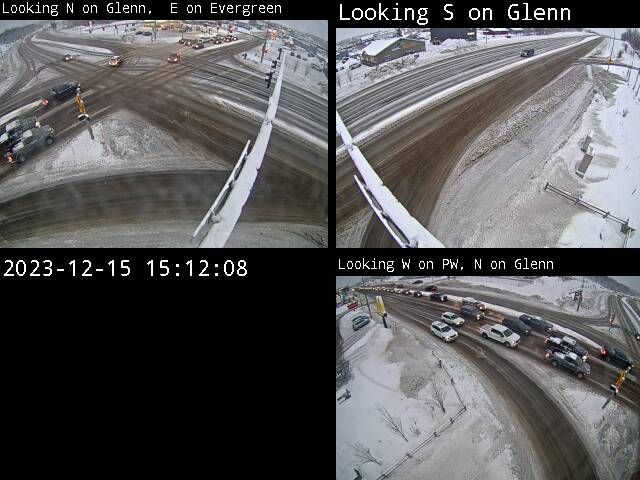 Looking N on Glenn,  E on Evergreen
Looking S on Glenn
2023-12-15 15:12:08
Looking W on PW, N on Glenn